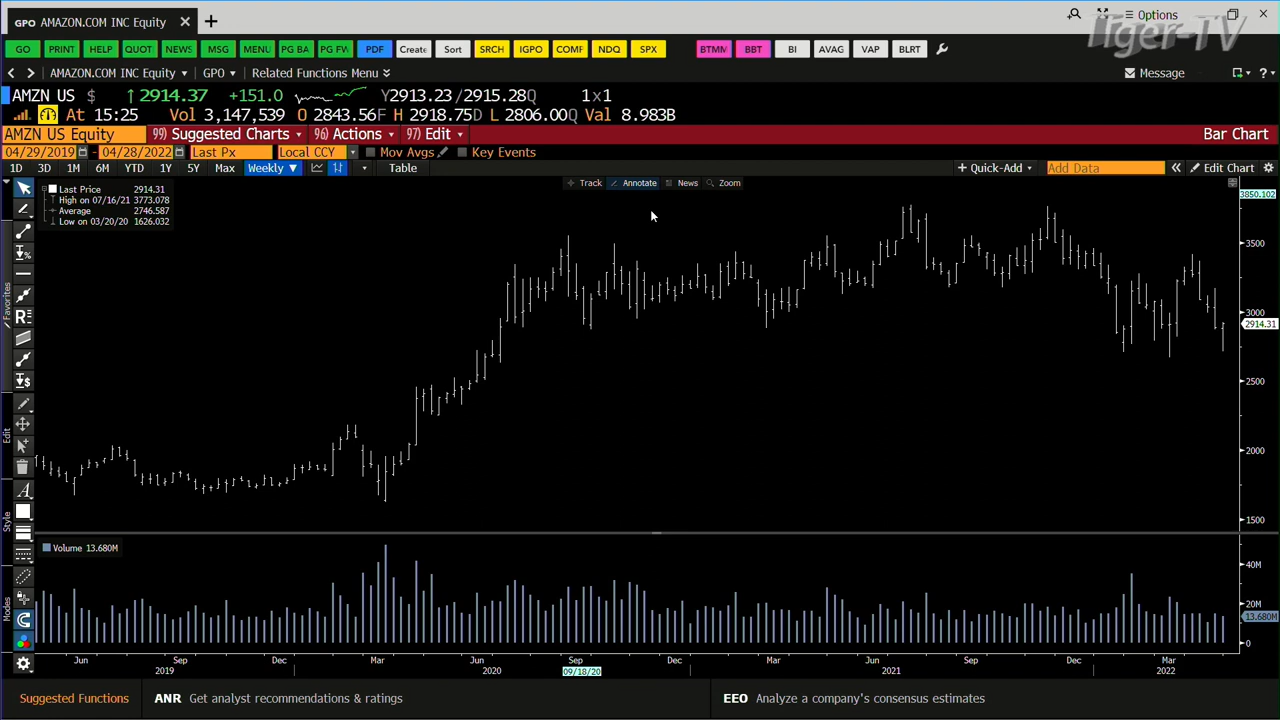 GPO AMAZON.COM INC Equity
Options
Tiger-TV
GO PRINT HELP QUOT NEWS MSG MENU PG BA PG FW PDF Create Sort SRCH IGPO COMF NDQ SPX BTMM BBT BI AVAG VAP BLRT
AMAZON.COM INC Equity GPO Related Functions Menu Message
AMZN US $ ↑2914.37 +151.0 Y2913.23/2915.28Q 1x1
At 15:25 Vol 3,147,539 O 2843.56F H 2918.75D L 2806.00Q Val 8.983B
AMZN US Equity 99) Suggested Charts 96) Actions 97) Edit Bar Chart
04/29/2019 - 04/28/2022 Last Px Local CCY Mov Avgs Key Events
1D 3D 1M 6M YTD 1Y 5Y Max Weekly ▼ Table + Quick-Add Add Data « Edit Chart
Track Annotate News Zoom
Last Price 2914.31
High on 07/16/21 3773.078
Average 2746.587
Low on 03/20/20 1626.032
3850.102
3500
3000
2914.31
2500
2000
1500
Favorites
Edit
Style
Modes
Volume 13.680M
40M
20M
13.680M
0
Jun Sep Dec Mar Jun Sep Dec Mar Jun Sep Dec Mar
2019 2020 09/18/20 2021 2022
Suggested Functions ANR Get analyst recommendations & ratings EEO Analyze a company's consensus estimates